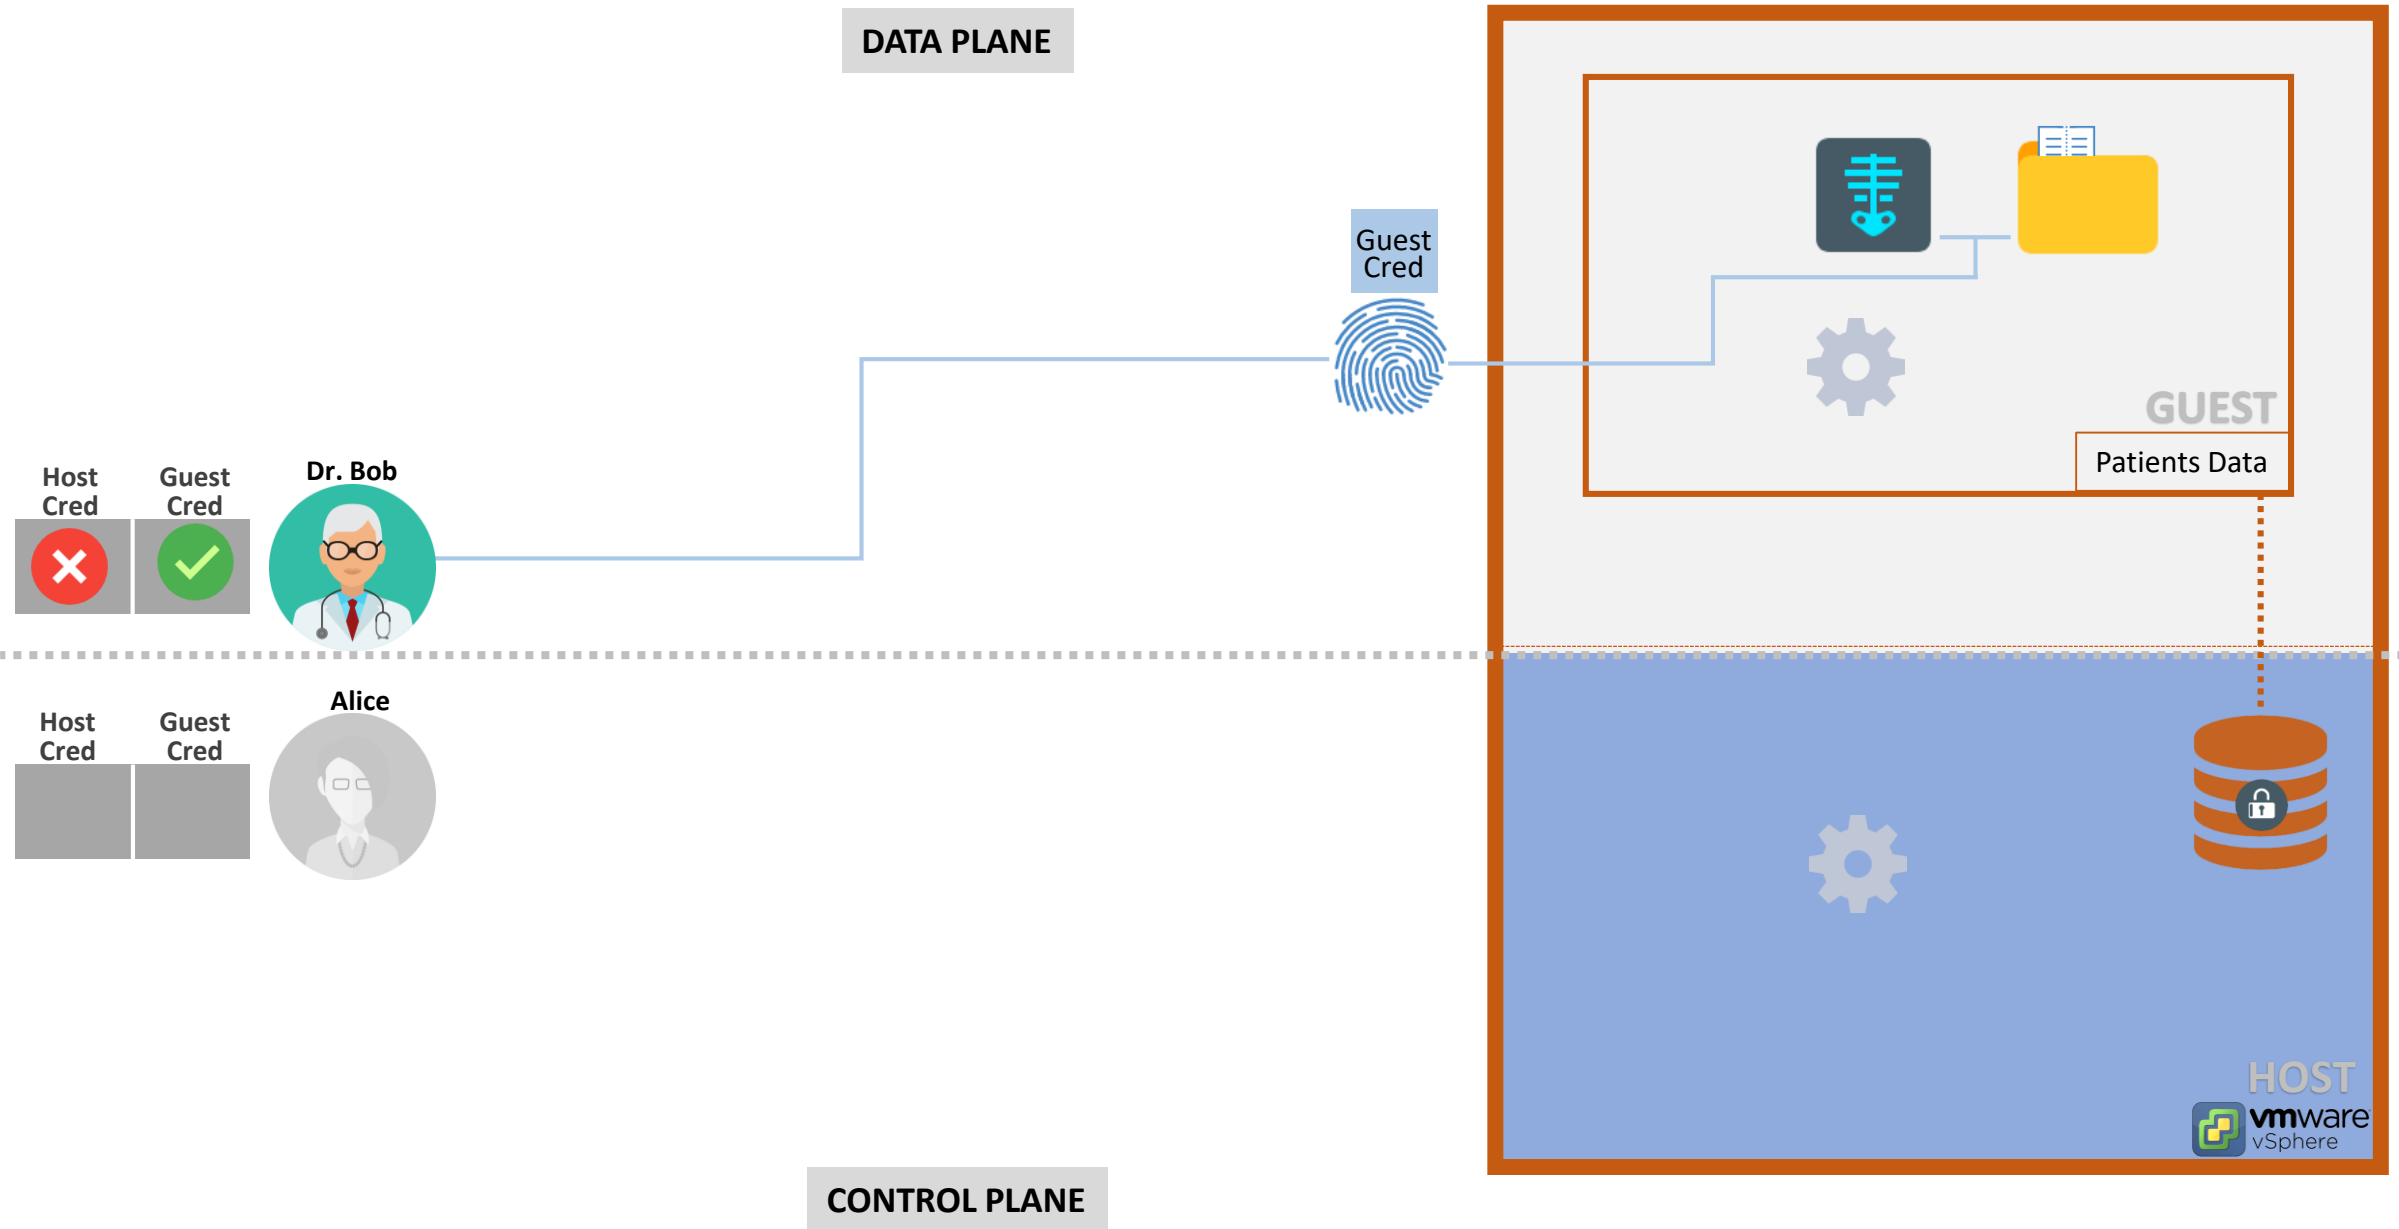 DATA PLANE
Guest
Cred
GUEST
Patients Data
Dr. Bob
Host
Cred
Guest
Cred
Alice
Host
Cred
Guest
Cred
HOST
vmware
vSphere
CONTROL PLANE